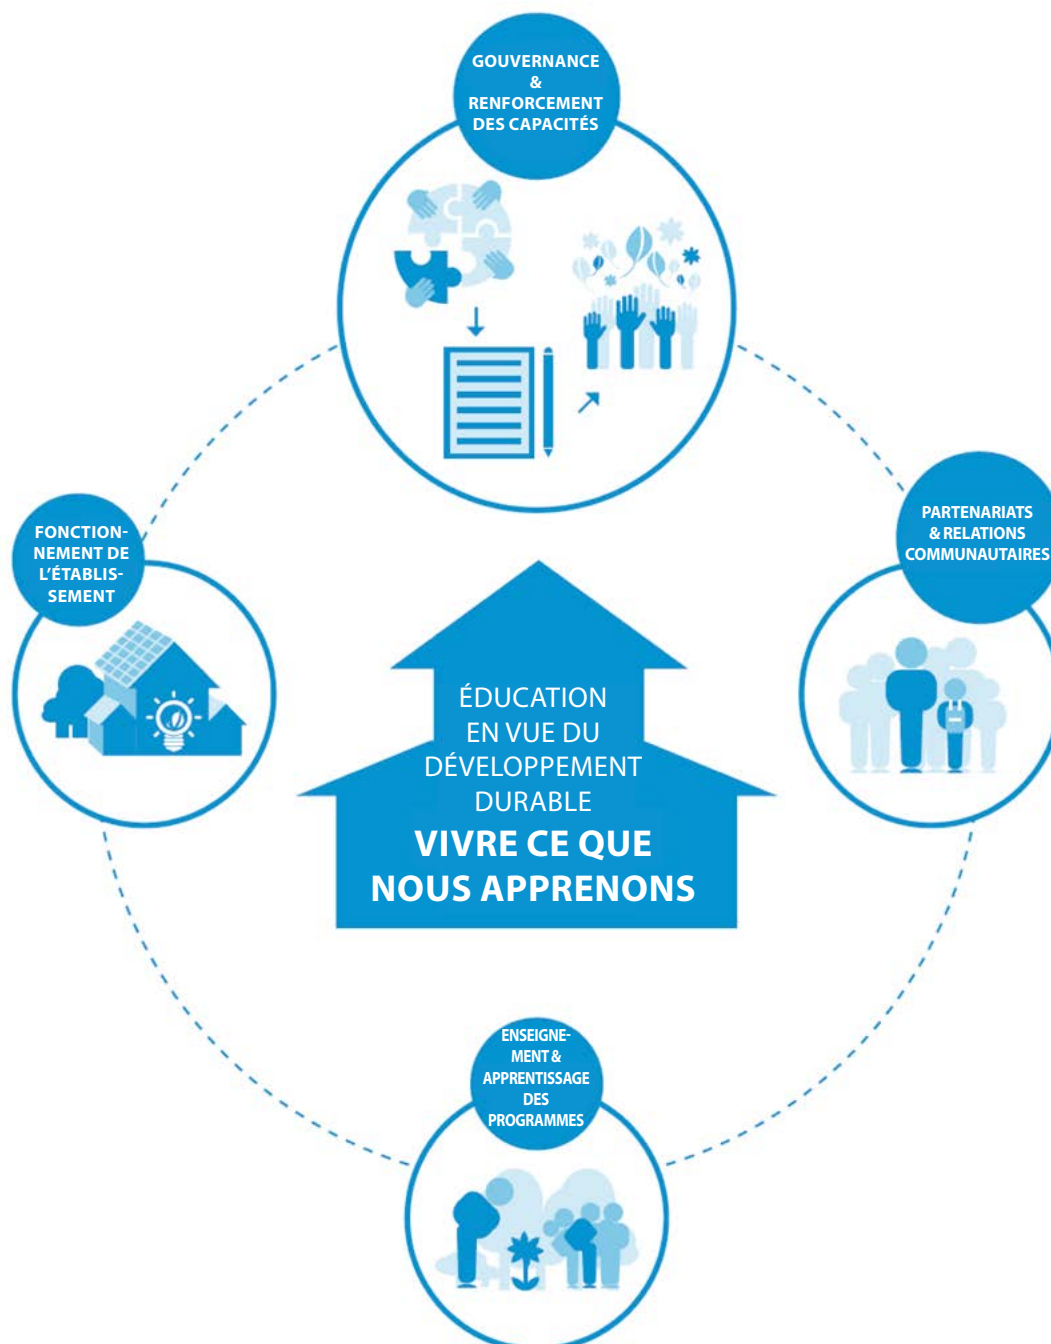 GOUVERNANCE
&
RENFORCEMENT
DES CAPACITÉS
FONCTION-
NEMENT DE
L'ÉTABLIS-
SEMENT
PARTENARIATS
& RELATIONS
COMMUNAUTAIRES
ÉDUCATION
EN VUE DU
DÉVELOPPEMENT
DURABLE
VIVRE CE QUE
NOUS APPRENONS
ENSEIGNE-
MENT &
APPRENTISSAGE
DES
PROGRAMMES